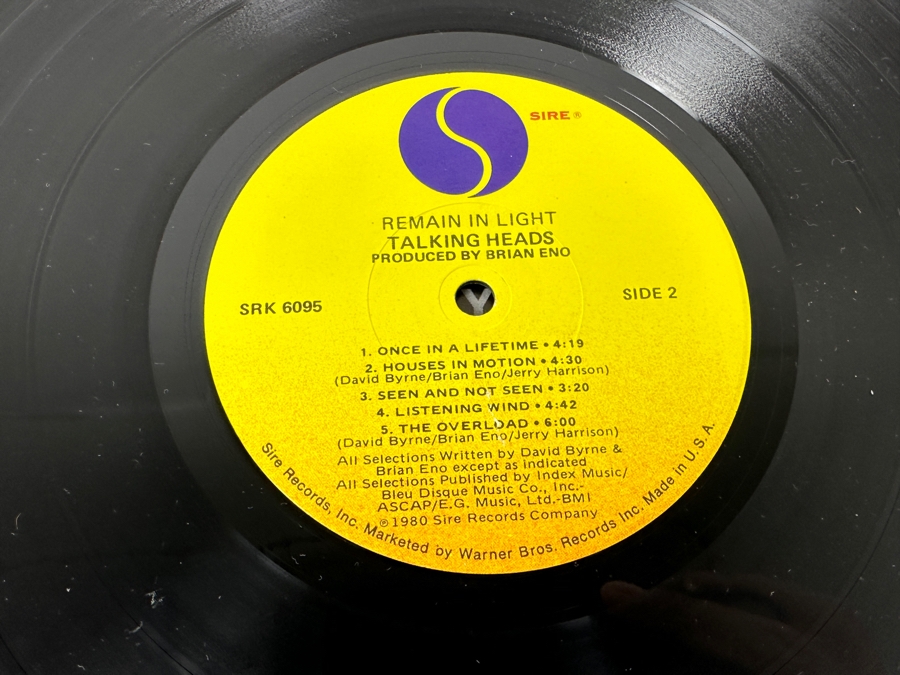 SIRE®
REMAIN IN LIGHT
TALKING HEADS
PRODUCED BY BRIAN ENO
SRK 6095
SIDE 2
1. ONCE IN A LIFETIME • 4:19
2. HOUSES IN MOTION • 4:30
(David Byrne/Brian Eno/Jerry Harrison)
3. SEEN AND NOT SEEN • 3:20
4. LISTENING WIND • 4:42
5. THE OVERLOAD • 6:00
(David Byrne/Brian Eno/Jerry Harrison)
All Selections Written by David Byrne &
Brian Eno except as indicated
All Selections Published by Index Music/
Bleu Disque Music Co., Inc.-
ASCAP/E.G. Music, Ltd.-BMI
℗1980 Sire Records Company
Sire Records, Inc. Marketed by Warner Bros. Records Inc. Made in U.S.A.